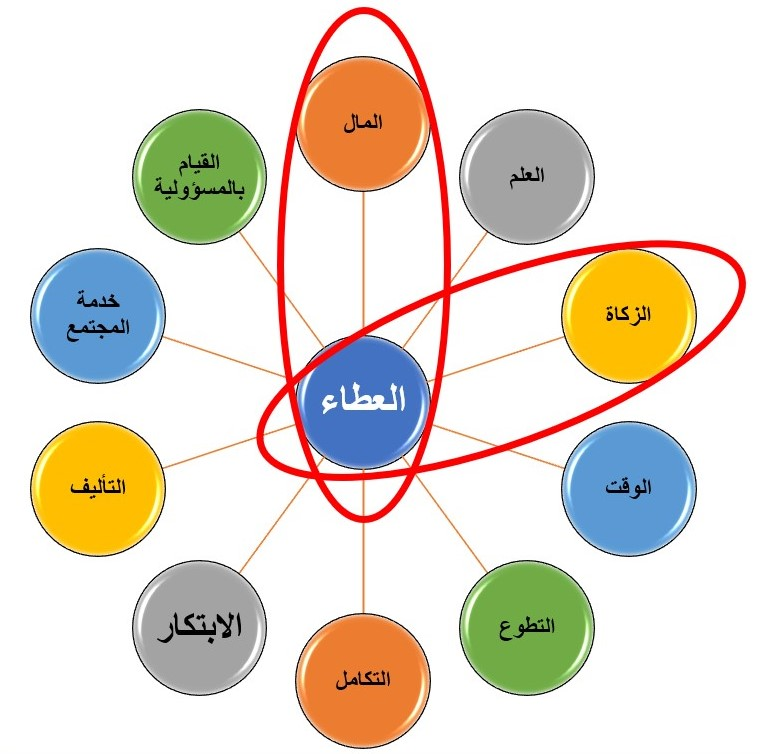 المال
العلم
الزكاة
الوقت
التطوع
التكامل
الابتكار
التأليف
خدمة
المجتمع
القيام
بالمسؤولية
العطاء